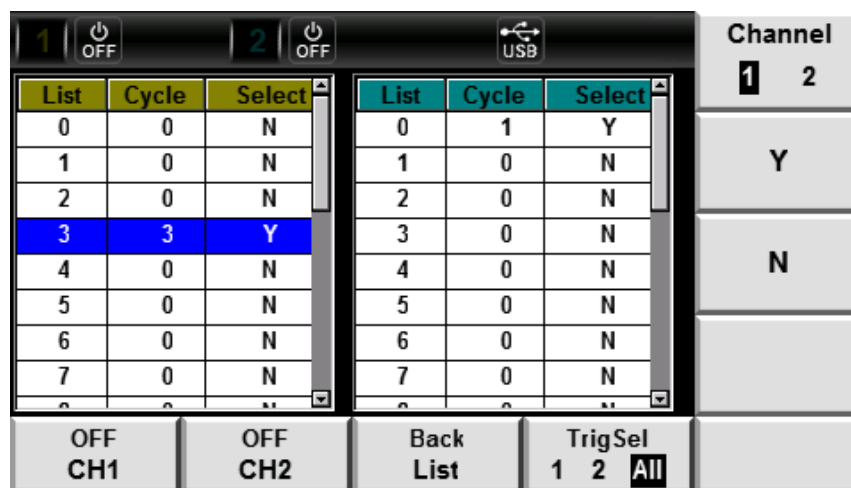 1 OFF 2 OFF USB
Channel
1 2
List Cycle Select List Cycle Select
0 0 N 0 1 Y
1 0 N 1 0 N
2 0 N 2 0 N
3 3 Y 3 0 N
4 0 N 4 0 N
5 0 N 5 0 N
6 0 N 6 0 N
7 0 N 7 0 N
Y
N
OFF OFF Back TrigSel
CH1 CH2 List 1 2 All